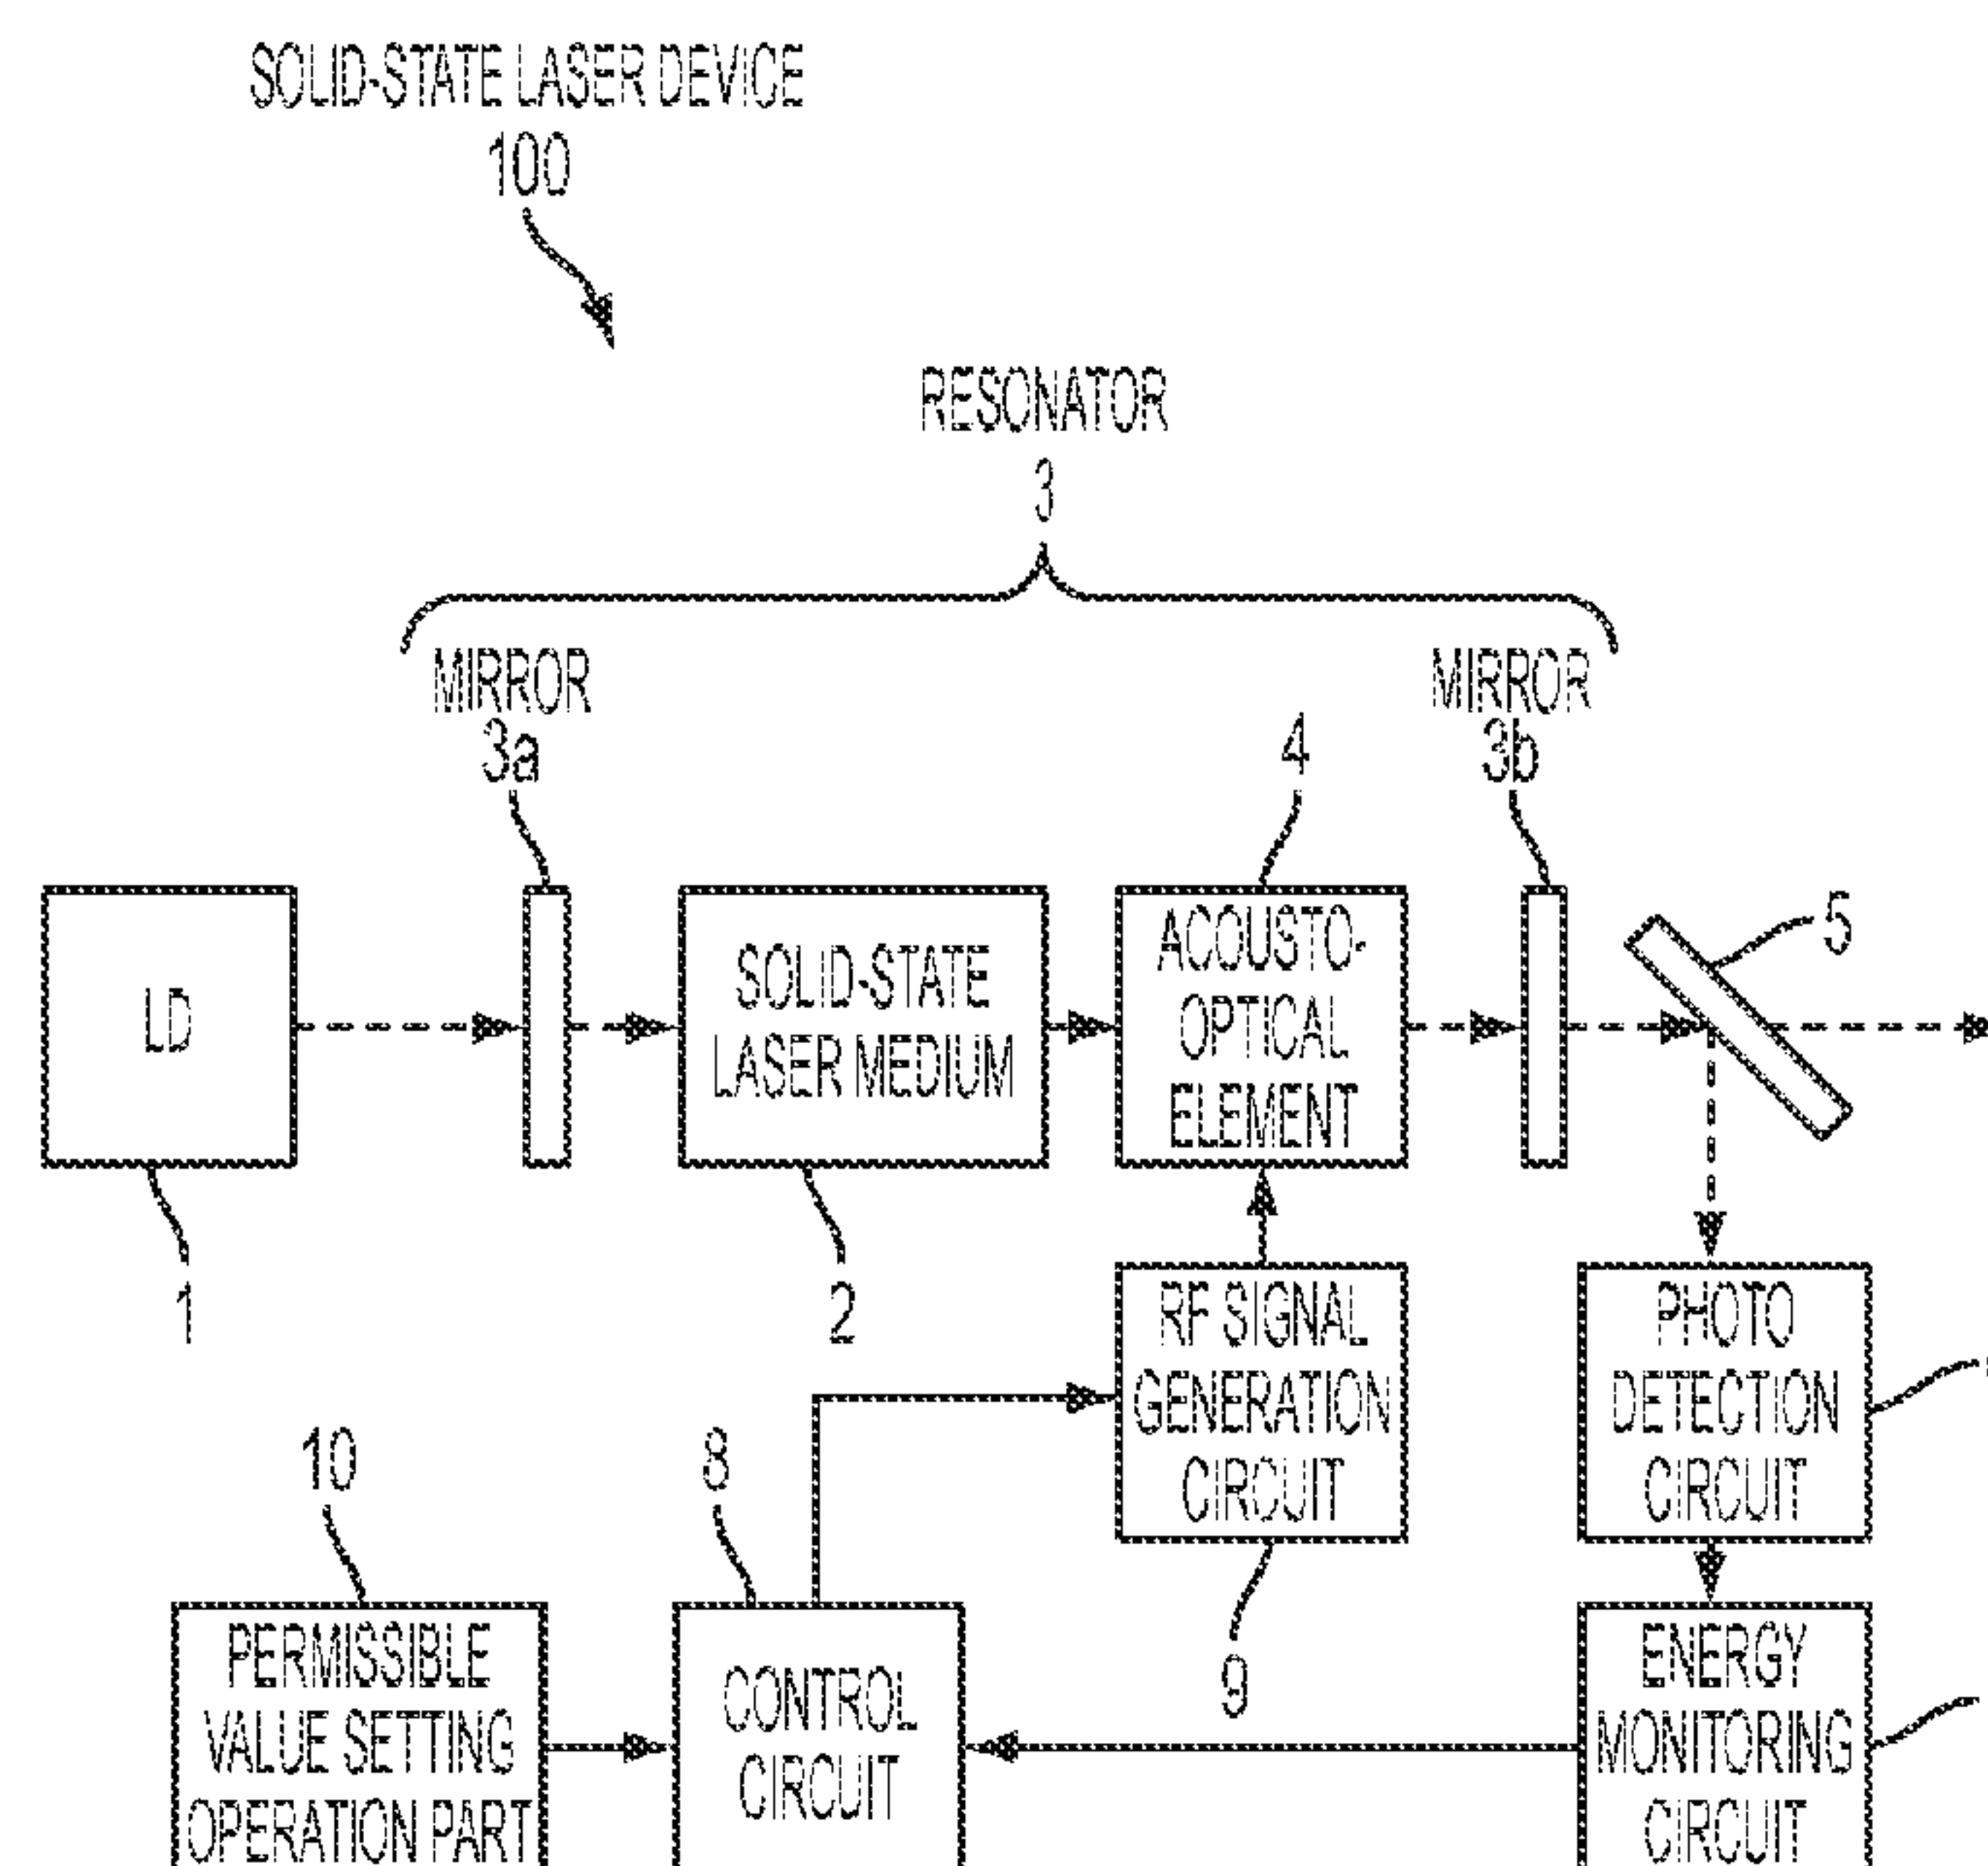 SOLID-STATE LASER DEVICE
100
RESONATOR
3
MIRROR
3a
MIRROR
3b
4
5
LD
SOLID-STATE
LASER MEDIUM
ACOUSTO-
OPTICAL
ELEMENT
1
2
RF SIGNAL
GENERATION
CIRCUIT
PHOTO
DETECTION
CIRCUIT
10
8
9
PERMISSIBLE
VALUE SETTING
OPERATION PART
CONTROL
CIRCUIT
ENERGY
MONITORING
CIRCUIT